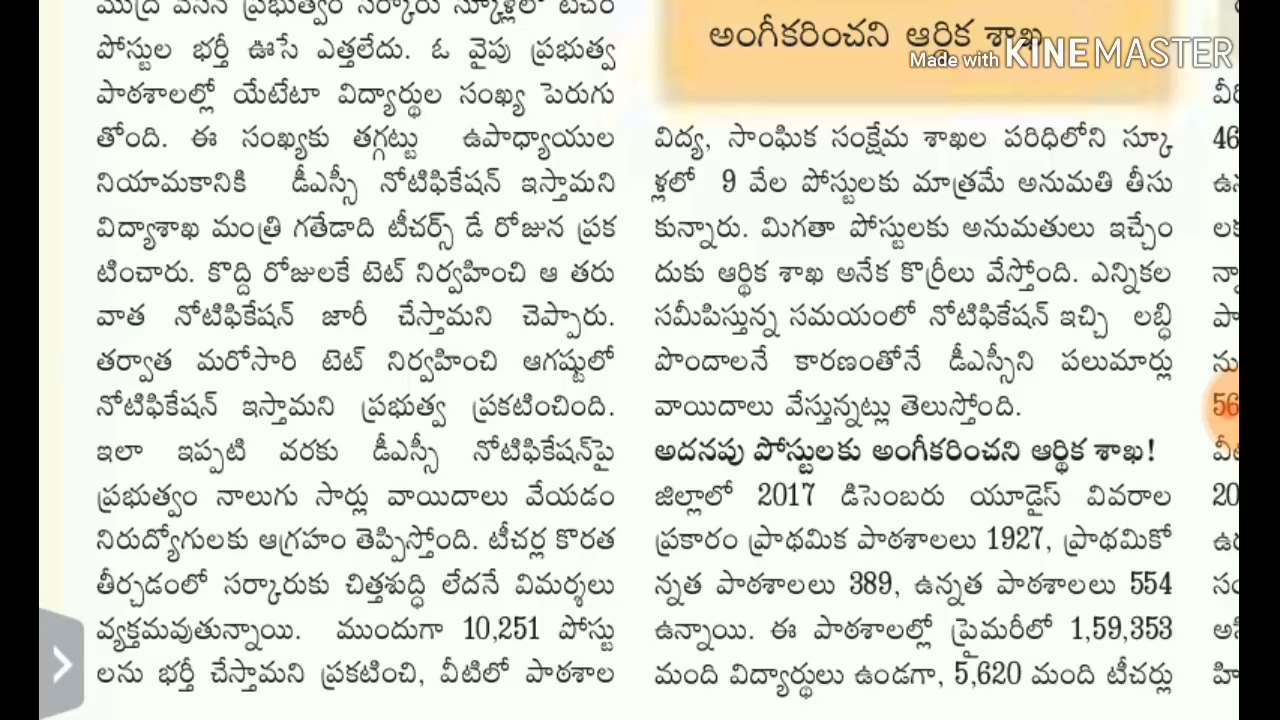 పోస్టుల భర్తీ ఊసే ఎత్తలేదు. ఓ వైపు ప్రభుత్వ
పాఠశాలల్లో యేటేటా విద్యార్థుల సంఖ్య పెరుగు
తోంది. ఈ సంఖ్యకు తగ్గట్టు ఉపాధ్యాయుల
నియామకానికి డీఎస్సీ నోటిఫికేషన్ ఇస్తామని
విద్యాశాఖ మంత్రి గతేడాది టీచర్స్ డే రోజున ప్రక
టించారు. కొద్ది రోజులకే టెట్ నిర్వహించి ఆ తరు
వాత నోటిఫికేషన్ జారీ చేస్తామని చెప్పారు.
తర్వాత మరోసారి టెట్ నిర్వహించి ఆగష్టులో
నోటిఫికేషన్ ఇస్తామని ప్రభుత్వ ప్రకటించింది.
ఇలా ఇప్పటి వరకు డీఎస్సీ నోటిఫికేషన్‌పై
ప్రభుత్వం నాలుగు సార్లు వాయిదాలు వేయడం
నిరుద్యోగులకు ఆగ్రహం తెప్పిస్తోంది. టీచర్ల కొరత
తీర్చడంలో సర్కారుకు చిత్తశుద్ధి లేదనే విమర్శలు
వ్యక్తమవుతున్నాయి. ముందుగా 10,251 పోస్టు
లను భర్తీ చేస్తామని ప్రకటించి, వీటిలో పాఠశాల
అంగీకరించని ఆర్థిక శాఖ
Made with KINEMASTER
విద్య, సాంఘిక సంక్షేమ శాఖల పరిధిలోని స్కూ
ళ్లలో 9 వేల పోస్టులకు మాత్రమే అనుమతి తీసు
కున్నారు. మిగతా పోస్టులకు అనుమతులు ఇచ్చేం
దుకు ఆర్థిక శాఖ అనేక కొర్రీలు వేస్తోంది. ఎన్నికల
సమీపిస్తున్న సమయంలో నోటిఫికేషన్ ఇచ్చి లబ్ధి
పొందాలనే కారణంతోనే డీఎస్సీని పలుమార్లు
వాయిదాలు వేస్తున్నట్లు తెలుస్తోంది.
అదనపు పోస్టులకు అంగీకరించని ఆర్థిక శాఖ!
జిల్లాలో 2017 డిసెంబరు యూడైస్ వివరాల
ప్రకారం ప్రాథమిక పాఠశాలలు 1927, ప్రాథమికో
న్నత పాఠశాలలు 389, ఉన్నత పాఠశాలలు 554
ఉన్నాయి. ఈ పాఠశాలల్లో ప్రైమరీలో 1,59,353
మంది విద్యార్థులు ఉండగా, 5,620 మంది టీచర్లు